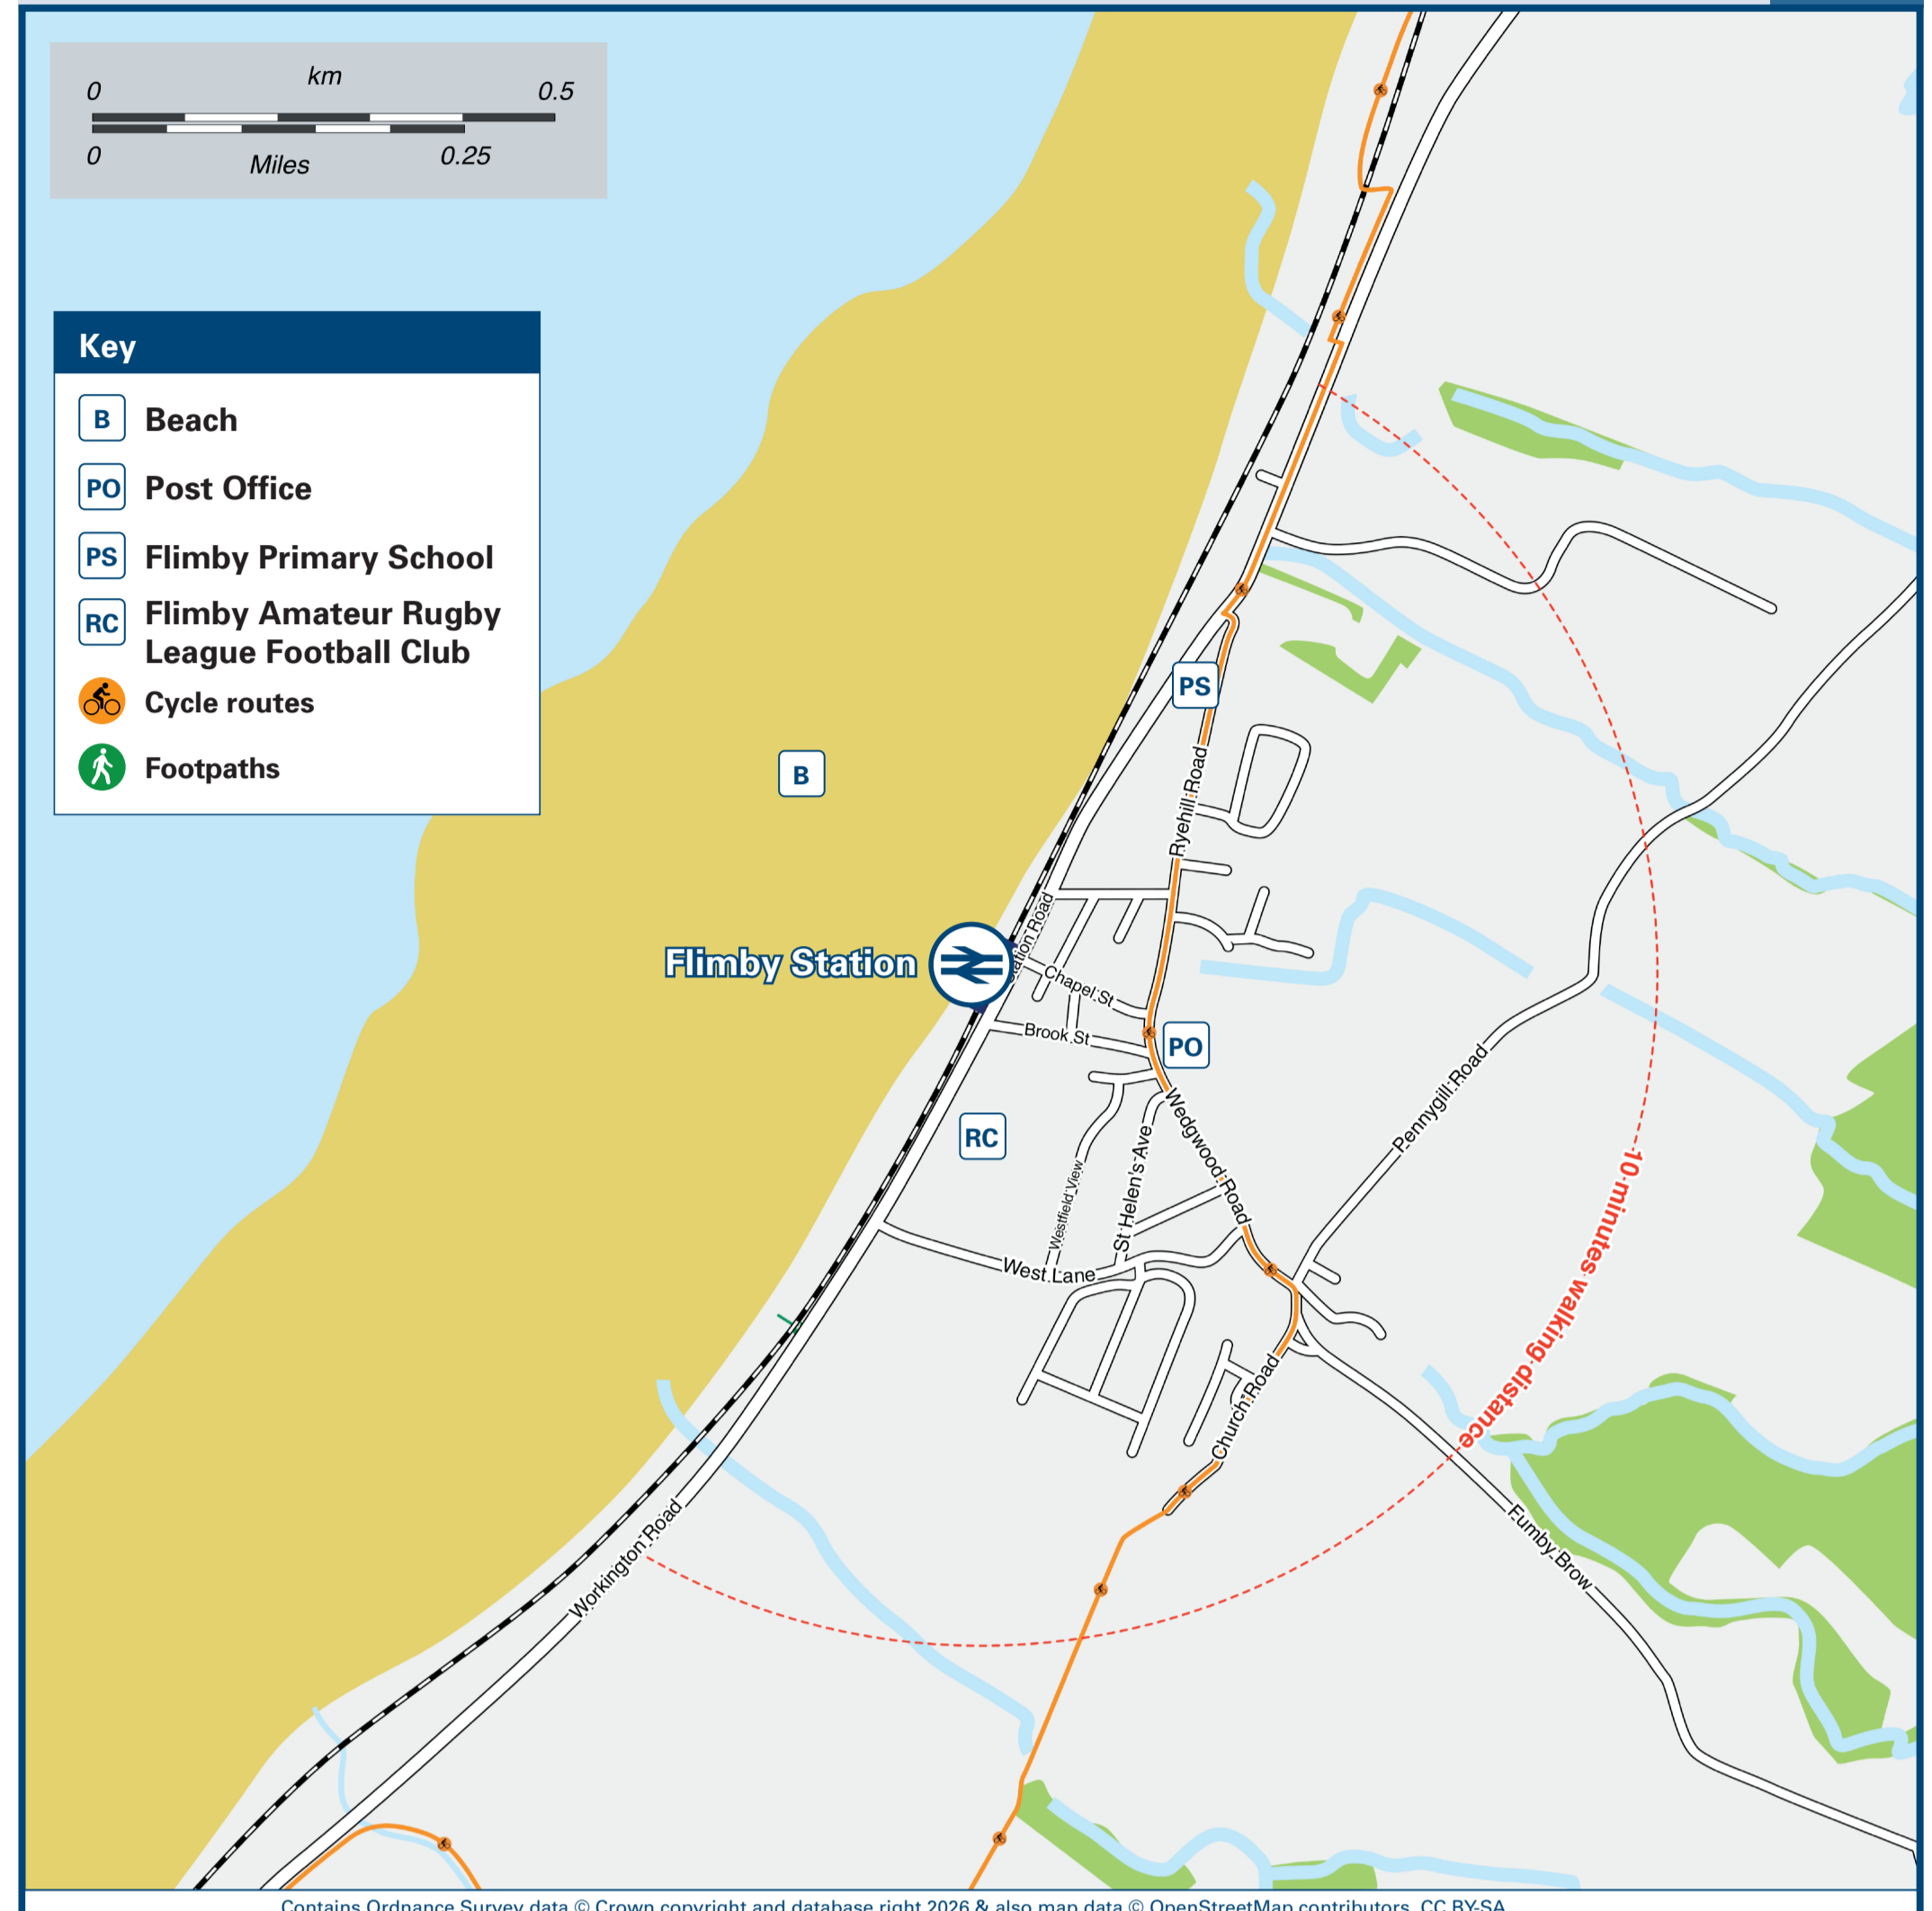 km
0 0.5
0 Miles 0.25
Key
B Beach
PO Post Office
PS Flimby Primary School
RC Flimby Amateur Rugby
League Football Club
Cycle routes
Footpaths
PS
B
Ryehill Road
Station Road
Flimby Station
Chapel St
Brook St
PO
RC
Wedgwood Road
Pennygill Road
St Helen's Ave
Westfield View
West Lane
10 minutes walking distance
Church Road
Workington Road
Fumby Brow
Contains Ordnance Survey data © Crown copyright and database right 2026 & also map data © OpenStreetMap contributors, CC BY-SA